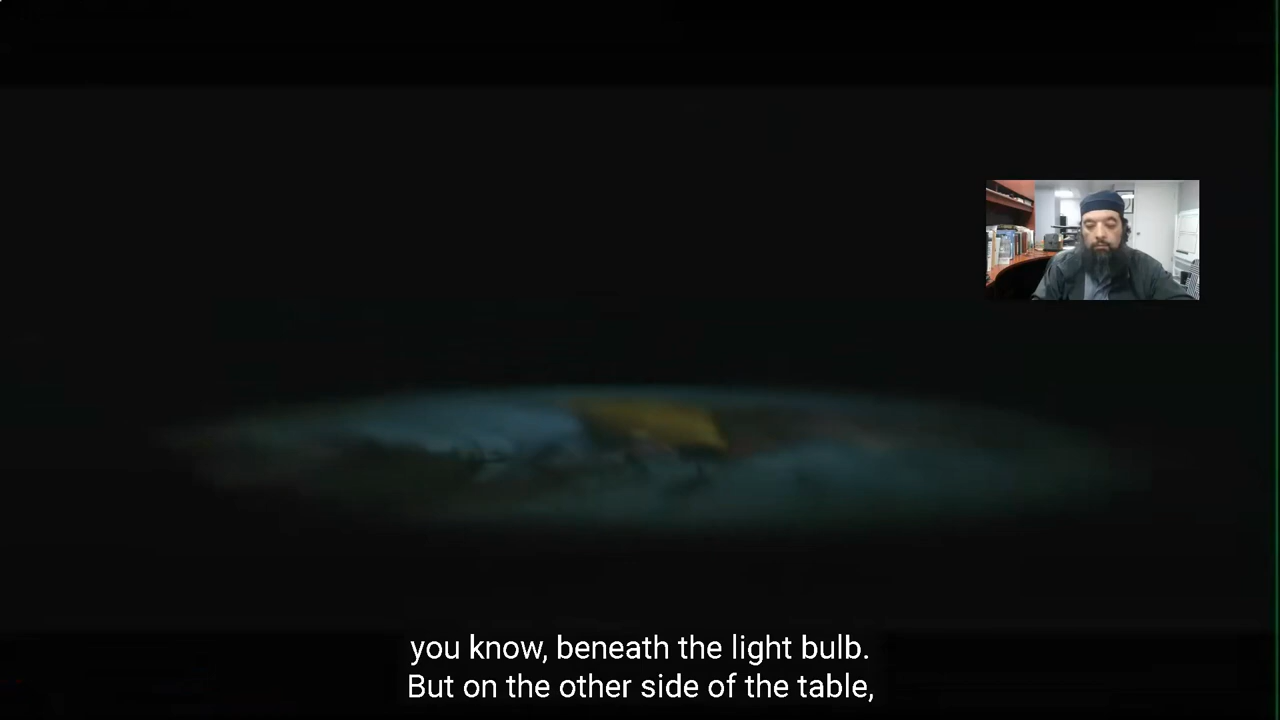 you know, beneath the light bulb.
But on the other side of the table,